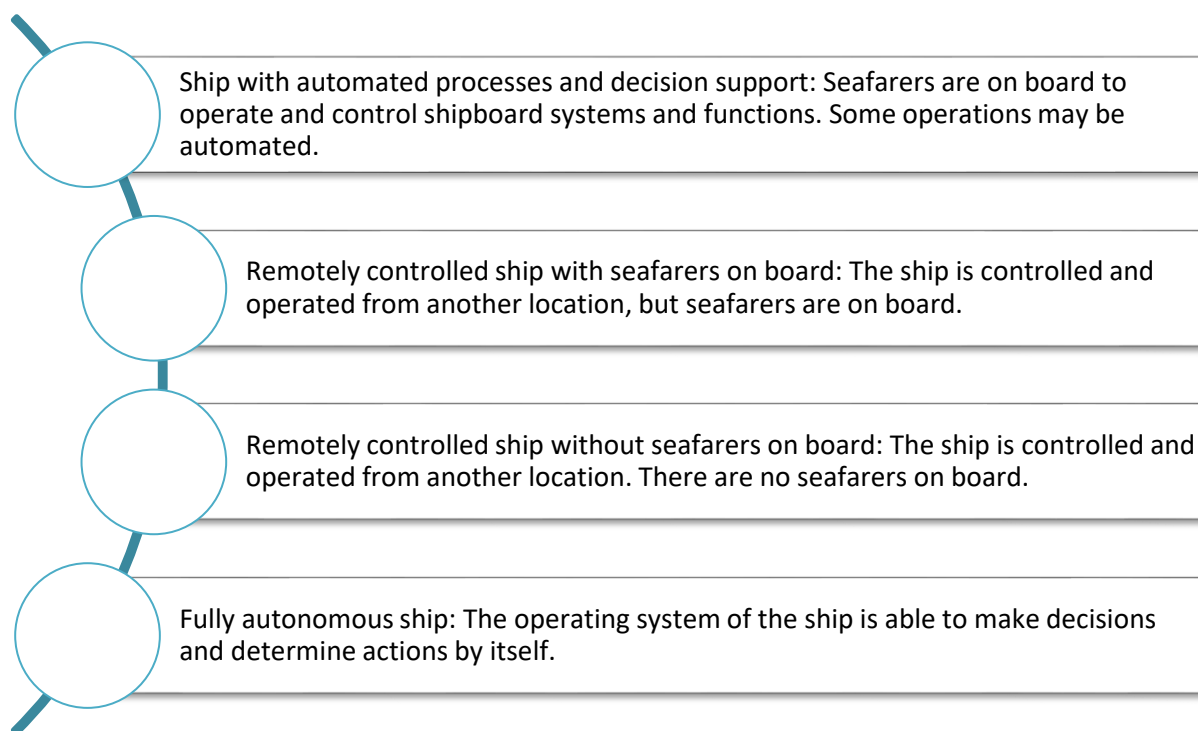 Ship with automated processes and decision support: Seafarers are on board to
operate and control shipboard systems and functions. Some operations may be
automated.
Remotely controlled ship with seafarers on board: The ship is controlled and
operated from another location, but seafarers are on board.
Remotely controlled ship without seafarers on board: The ship is controlled and
operated from another location. There are no seafarers on board.
Fully autonomous ship: The operating system of the ship is able to make decisions
and determine actions by itself.